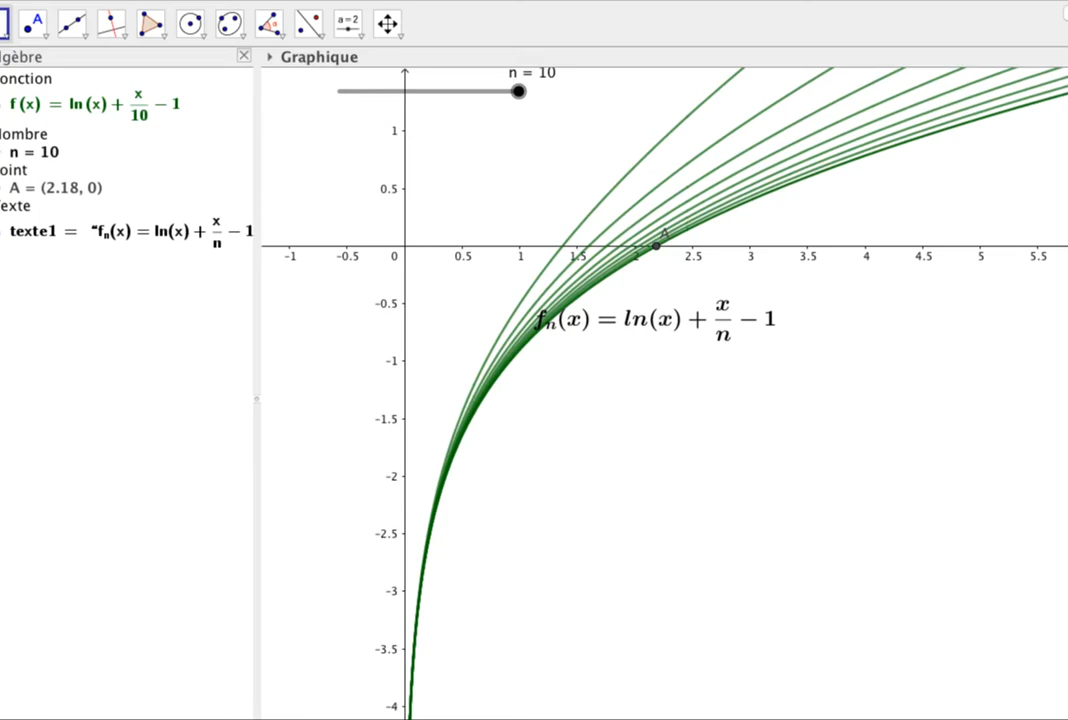 A
a=2
gèbre
Graphique
onction
f(x) = ln(x) + x/10 − 1
ombre
n = 10
oint
A = (2.18, 0)
exte
texte1 = “fₙ(x) = ln(x) + x/n − 1
n = 10
1
0.5
-1 -0.5 0 0.5 1 1.5 2 2.5 3 3.5 4 4.5 5 5.5
A
-0.5
fₙ(x) = ln(x) + x/n − 1
-1
-1.5
-2
-2.5
-3
-3.5
-4